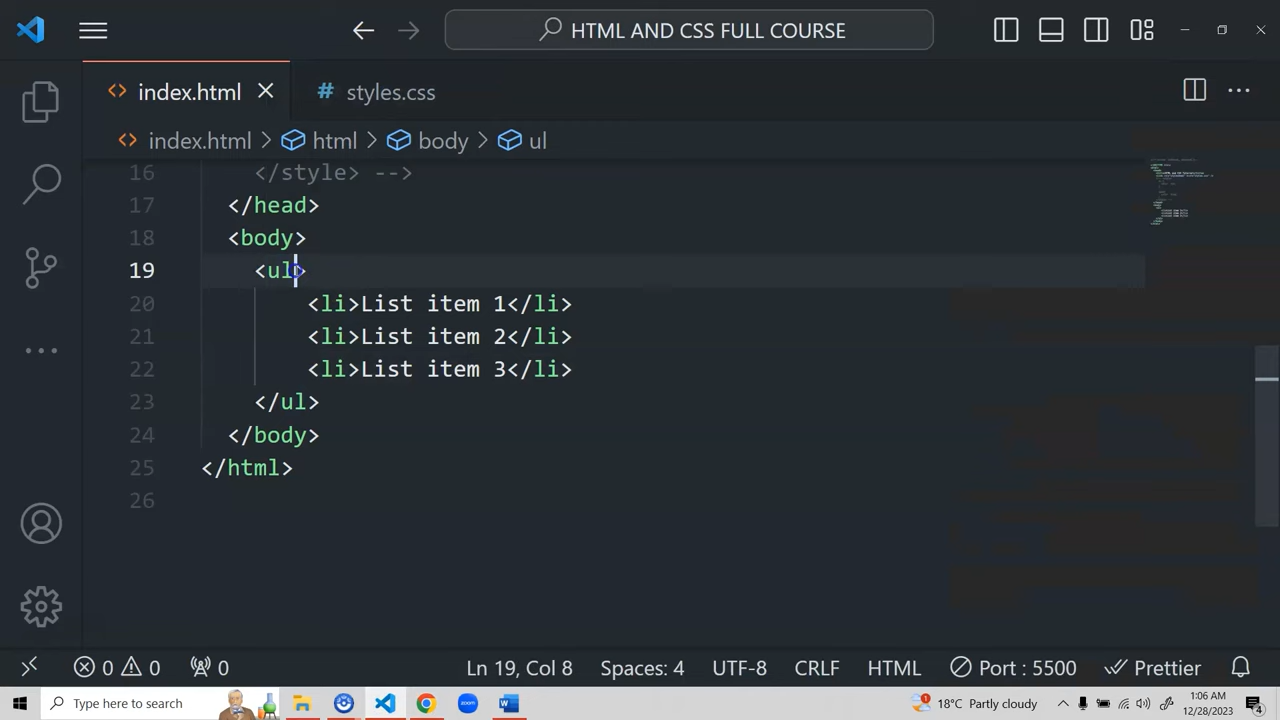 HTML AND CSS FULL COURSE
index.html
# styles.css
index.html > html > body > ul
16 </style> -->
17 </head>
18 <body>
19 <ul>
20 <li>List item 1</li>
21 <li>List item 2</li>
22 <li>List item 3</li>
23 </ul>
24 </body>
25 </html>
26
0 0 0 Ln 19, Col 8 Spaces: 4 UTF-8 CRLF HTML Port : 5500 Prettier
Type here to search zoom 18°C Partly cloudy 1:06 AM
12/28/2023 4